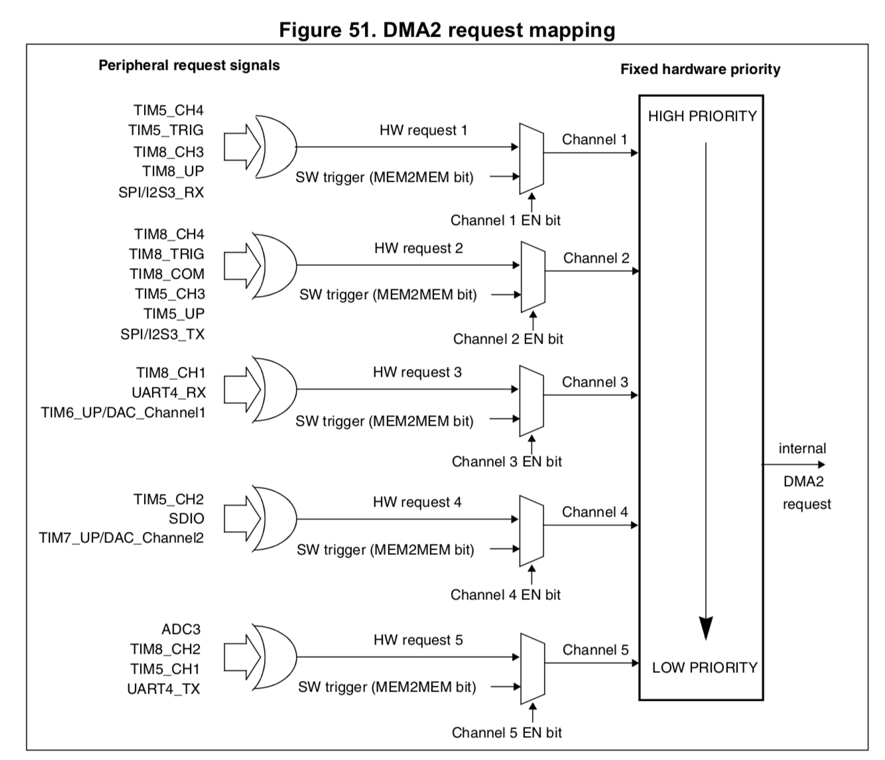 Figure 51. DMA2 request mapping
Peripheral request signals
Fixed hardware priority
TIM5_CH4
TIM5_TRIG
TIM8_CH3
TIM8_UP
SPI/I2S3_RX
HW request 1
SW trigger (MEM2MEM bit)
Channel 1
Channel 1 EN bit
HIGH PRIORITY
TIM8_CH4
TIM8_TRIG
TIM8_COM
TIM5_CH3
TIM5_UP
SPI/I2S3_TX
HW request 2
SW trigger (MEM2MEM bit)
Channel 2
Channel 2 EN bit
TIM8_CH1
UART4_RX
TIM6_UP/DAC_Channel1
HW request 3
SW trigger (MEM2MEM bit)
Channel 3
Channel 3 EN bit
internal
DMA2
request
TIM5_CH2
SDIO
TIM7_UP/DAC_Channel2
HW request 4
SW trigger (MEM2MEM bit)
Channel 4
Channel 4 EN bit
ADC3
TIM8_CH2
TIM5_CH1
UART4_TX
HW request 5
SW trigger (MEM2MEM bit)
Channel 5
Channel 5 EN bit
LOW PRIORITY